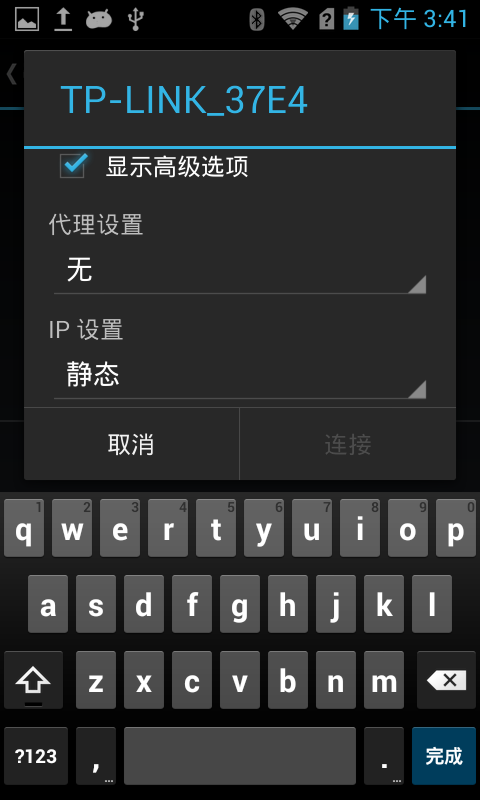 下午 3:41
TP-LINK_37E4
显示高级选项
代理设置
无
IP 设置
静态
取消 连接
1 2 3 4 5 6 7 8 9 0
q w e r t y u i o p
a s d f g h j k l
z x c v b n m
?123 , ... . ... 完成